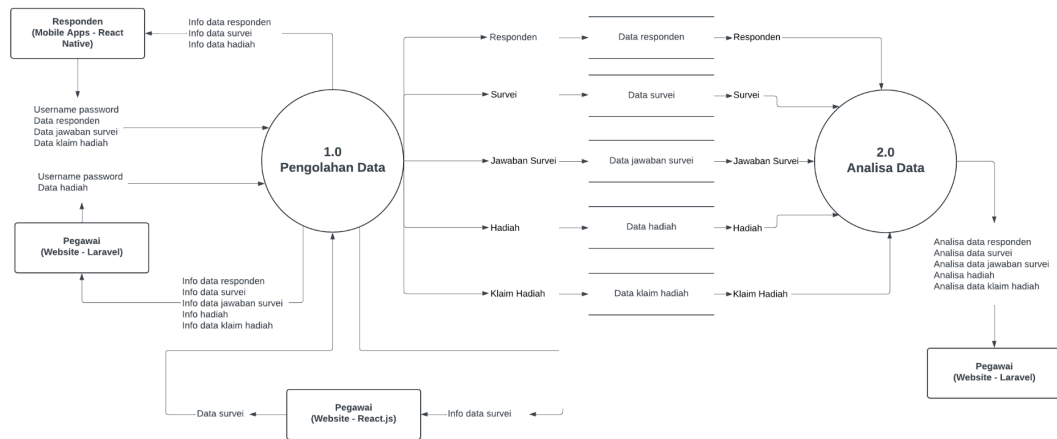 Responden
(Mobile Apps - React
Native)
Info data responden
Info data survei
Info data hadiah
Username password
Data responden
Data jawaban survei
Data klaim hadiah
Username password
Data hadiah
Pegawai
(Website - Laravel)
Info data responden
Info data survei
Info data jawaban survei
Info hadiah
Info data klaim hadiah
1.0
Pengolahan Data
Data survei
Pegawai
(Website - React.js)
Info data survei
Responden
Data responden
Responden
Survei
Data survei
Survei
Jawaban Survei
Data jawaban survei
Jawaban Survei
Hadiah
Data hadiah
Hadiah
Klaim Hadiah
Data klaim hadiah
Klaim Hadiah
2.0
Analisa Data
Analisa data responden
Analisa data survei
Analisa data jawaban survei
Analisa hadiah
Analisa data klaim hadiah
Pegawai
(Website - Laravel)